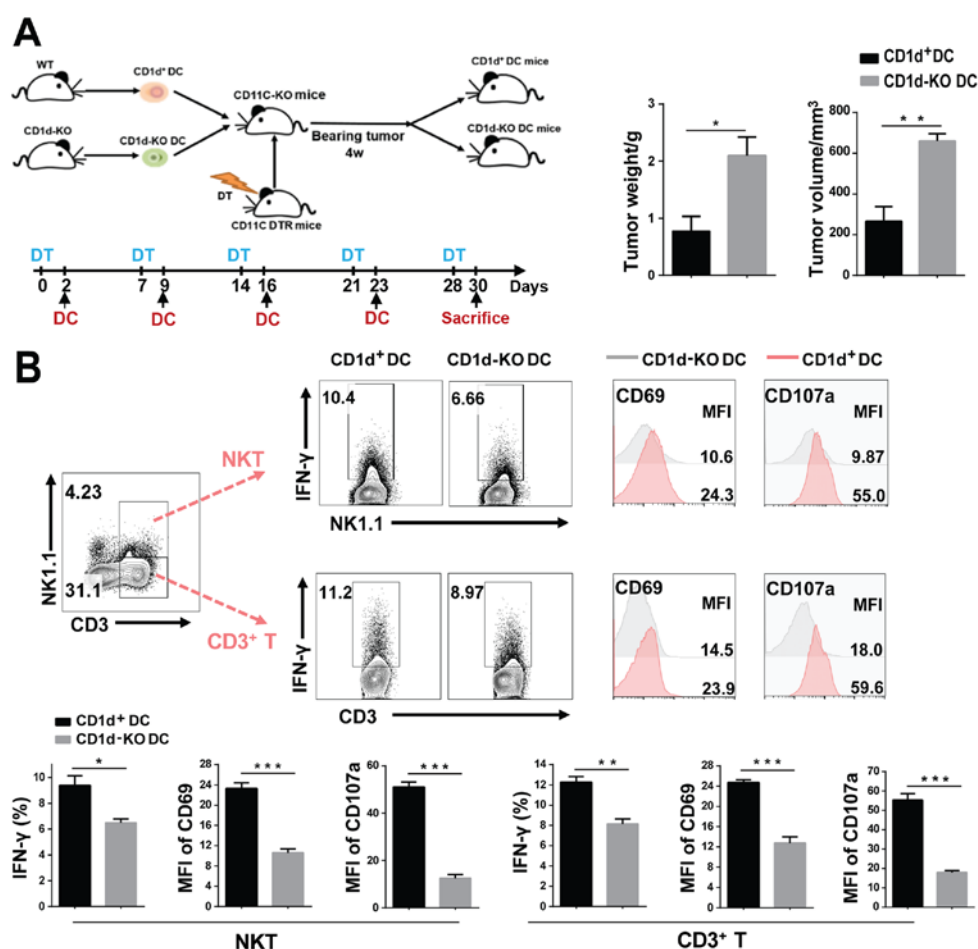 A
WT
CD1d⁺ DC
CD11C-KO mice
CD1d⁺ DC mice
CD1d-KO
CD1d-KO DC
Bearing tumor
4w
CD1d-KO DC mice
DT
CD11C DTR mice
DT DT DT DT DT
0 2 7 9 14 16 21 23 28 30 Days
DC DC DC DC Sacrifice
CD1d⁺DC
CD1d-KO DC
Tumor weight/g
3
2
1
0
*
Tumor volume/mm³
800
600
400
200
0
* *
B
CD1d⁺ DC
CD1d-KO DC
CD1d-KO DC
CD1d⁺DC
NKT
4.23
31.1
NK1.1
CD3
CD3⁺ T
IFN-γ
10.4
6.66
NK1.1
CD69
MFI
10.6
24.3
CD107a
MFI
9.87
55.0
IFN-γ
11.2
8.97
CD3
CD69
MFI
14.5
23.9
CD107a
MFI
18.0
59.6
CD1d⁺ DC
CD1d-KO DC
IFN-γ (%)
10
8
6
4
2
0
*
MFI of CD69
28
24
20
16
12
8
4
0
* * *
MFI of CD107a
60
40
20
0
* * *
IFN-γ (%)
14
12
10
8
6
4
2
0
* *
MFI of CD69
28
24
20
16
12
8
4
0
* * *
MFI of CD107a
70
60
50
40
30
20
10
0
* * *
NKT
CD3⁺ T